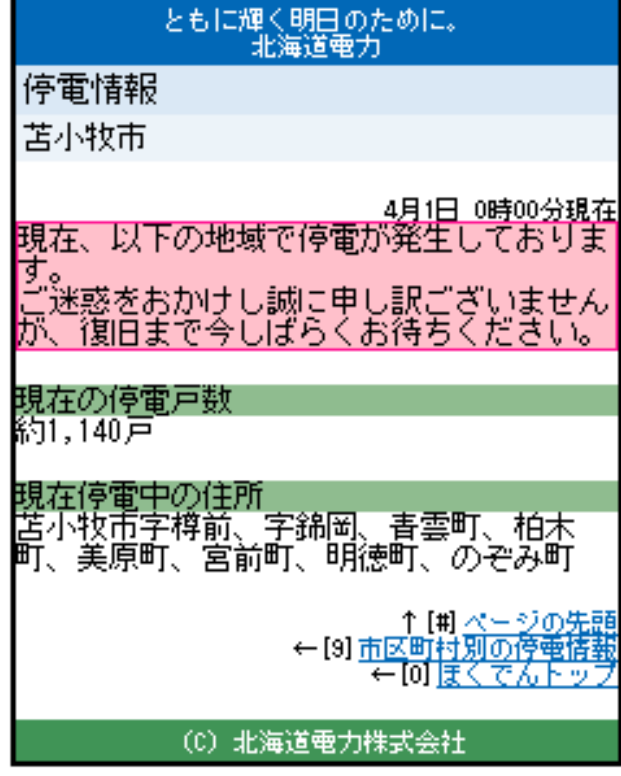 ともに輝く明日のために。
北海道電力
停電情報
苫小牧市
4月1日 0時00分現在
現在、以下の地域で停電が発生しておりま
す。
ご迷惑をおかけし誠に申し訳ございません
が、復旧まで今しばらくお待ちください。
現在の停電戸数
約1,140戸
現在停電中の住所
苫小牧市字樽前、字錦岡、青雲町、柏木
町、美原町、宮前町、明徳町、のぞみ町
↑[#]ページの先頭
←[9]市区町村別の停電情報
←[0]ほくでんトップ
(C) 北海道電力株式会社